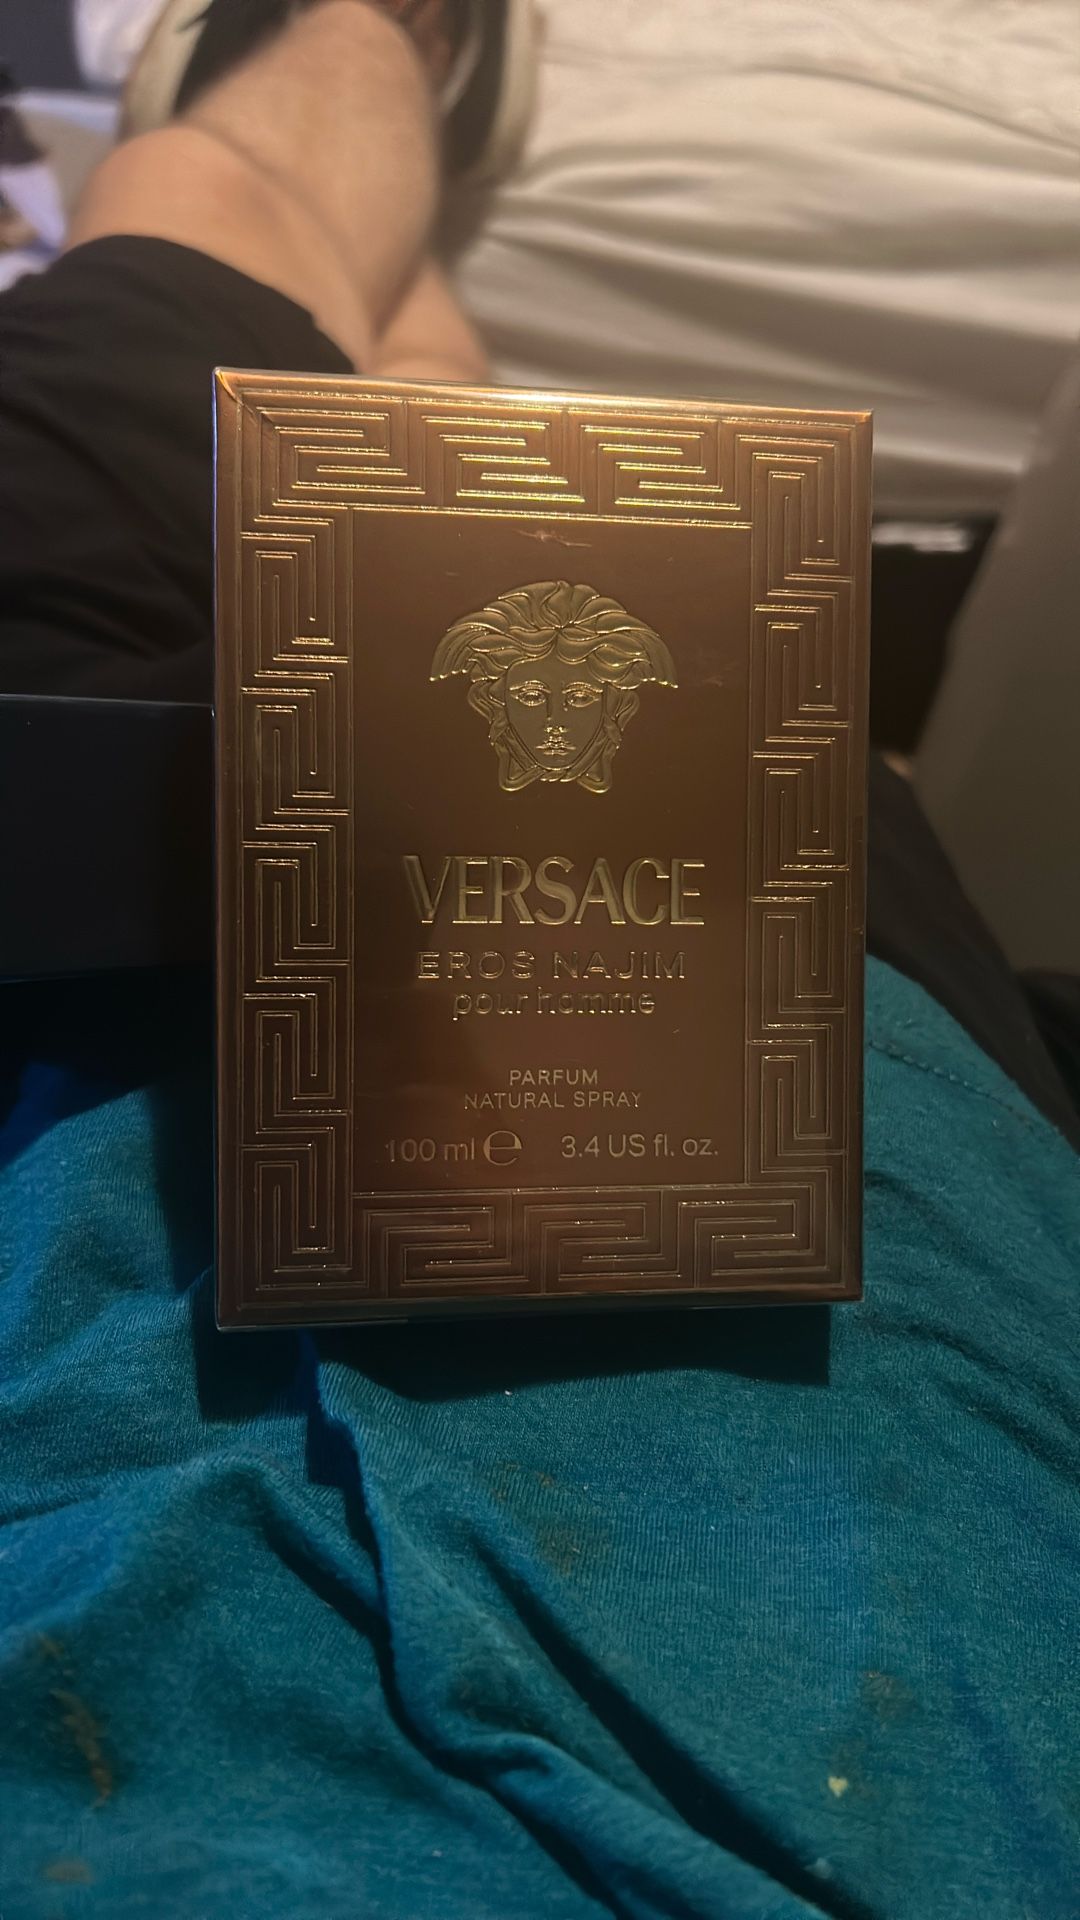 VERSACE
EROS NAJIM
pour homme
PARFUM
NATURAL SPRAY
100 ml ℮ 3.4 US fl. oz.